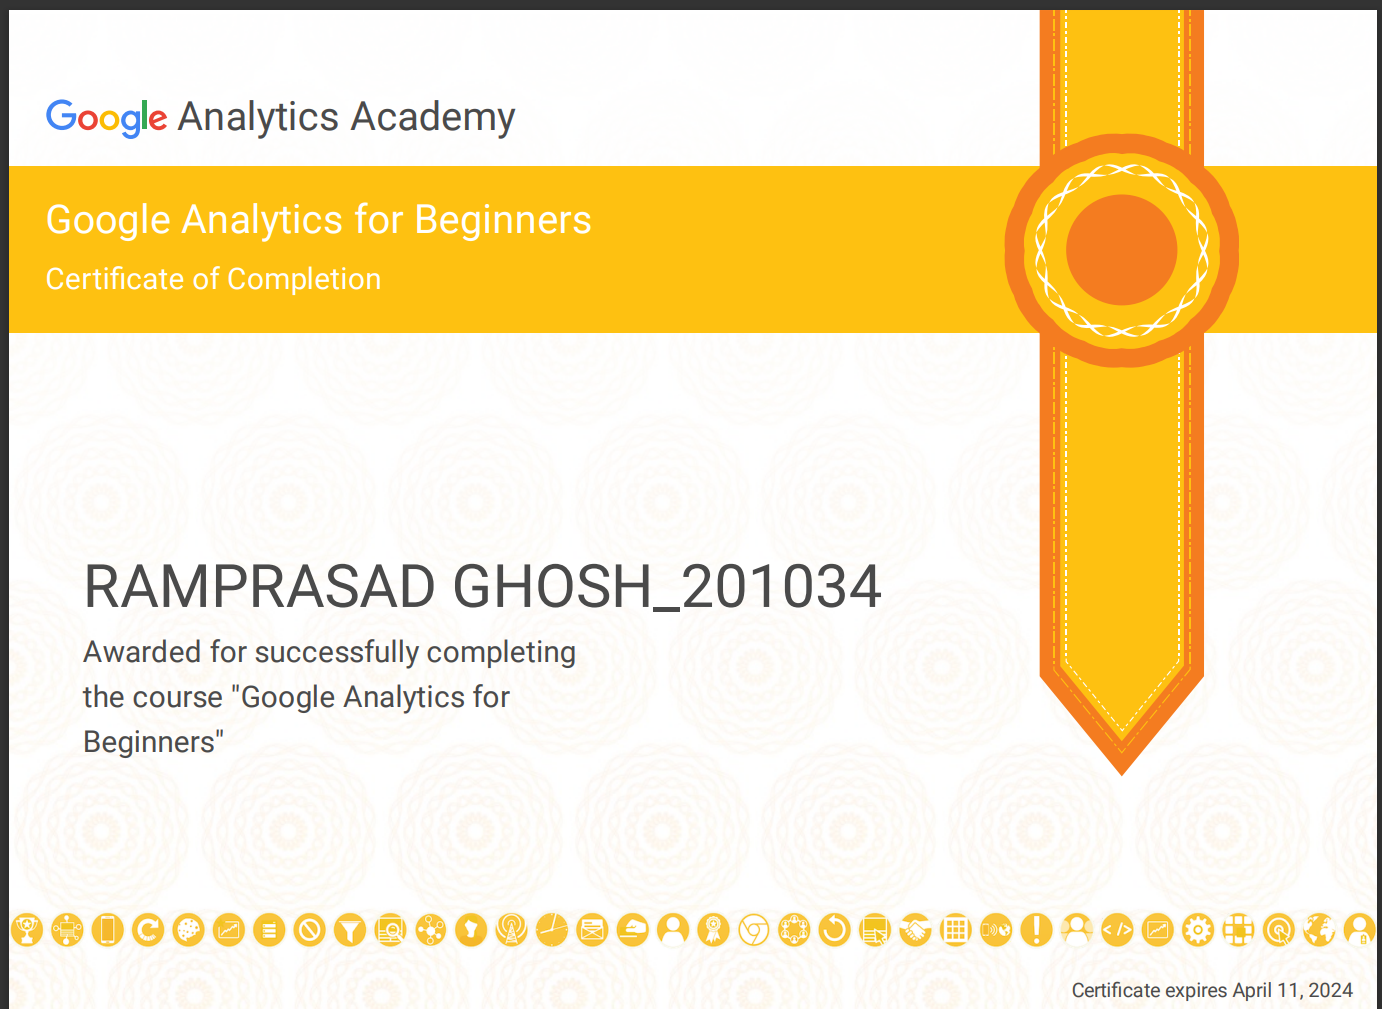 Google Analytics Academy
Google Analytics for Beginners
Certificate of Completion
RAMPRASAD GHOSH_201034
Awarded for successfully completing
the course "Google Analytics for
Beginners"
Certificate expires April 11, 2024